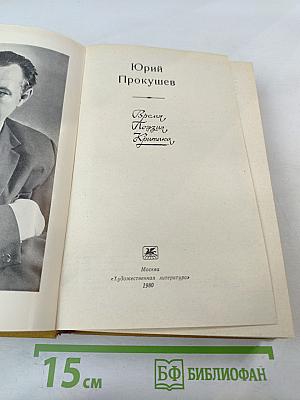 Юрий
Прокушев
Время,
Поэзия,
Критика
Москва
«Художественная литература»
1980
15 см
БФ БИБЛИОФАН